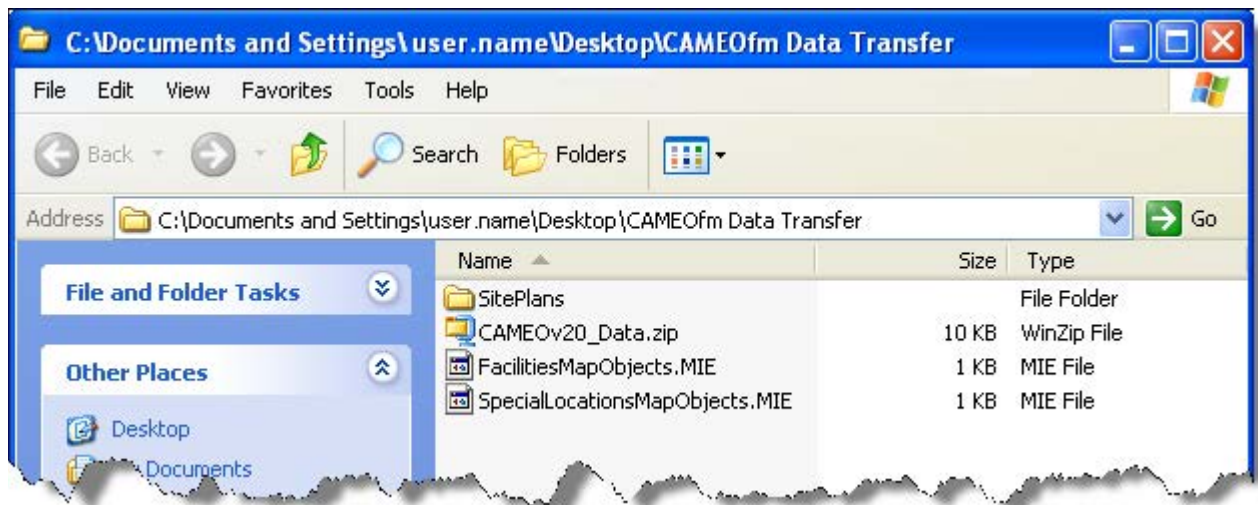 C:\Documents and Settings\user.name\Desktop\CAMEOfm Data Transfer
File Edit View Favorites Tools Help
Back Search Folders
Address C:\Documents and Settings\user.name\Desktop\CAMEOfm Data Transfer Go
Name Size Type
File and Folder Tasks
SitePlans File Folder
CAMEOv20_Data.zip 10 KB WinZip File
FacilitiesMapObjects.MIE 1 KB MIE File
Other Places
SpecialLocationsMapObjects.MIE 1 KB MIE File
Desktop
Documents